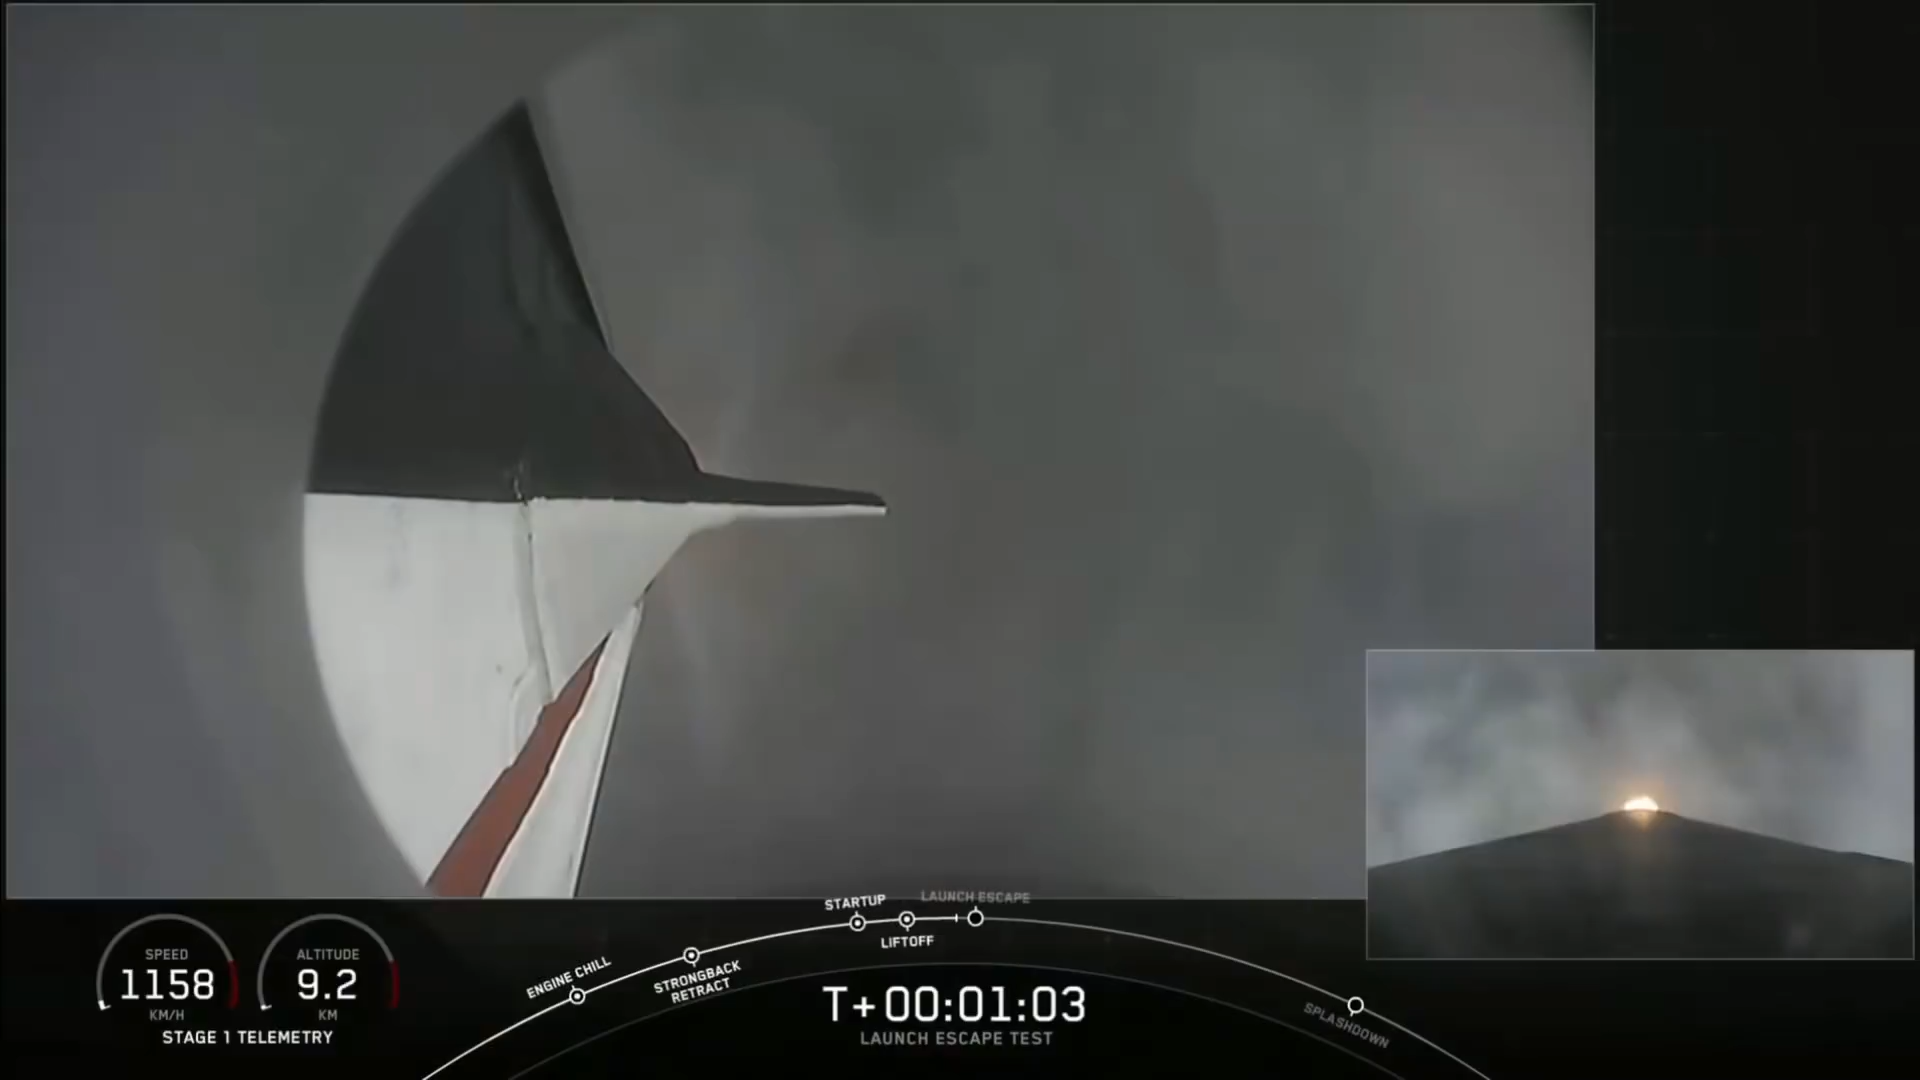 STARTUP
LAUNCH ESCAPE
LIFTOFF
ENGINE CHILL
STRONGBACK
RETRACT
SPEED
1158
KM/H
ALTITUDE
9.2
KM
STAGE 1 TELEMETRY
T+00:01:03
LAUNCH ESCAPE TEST
SPLASHDOWN